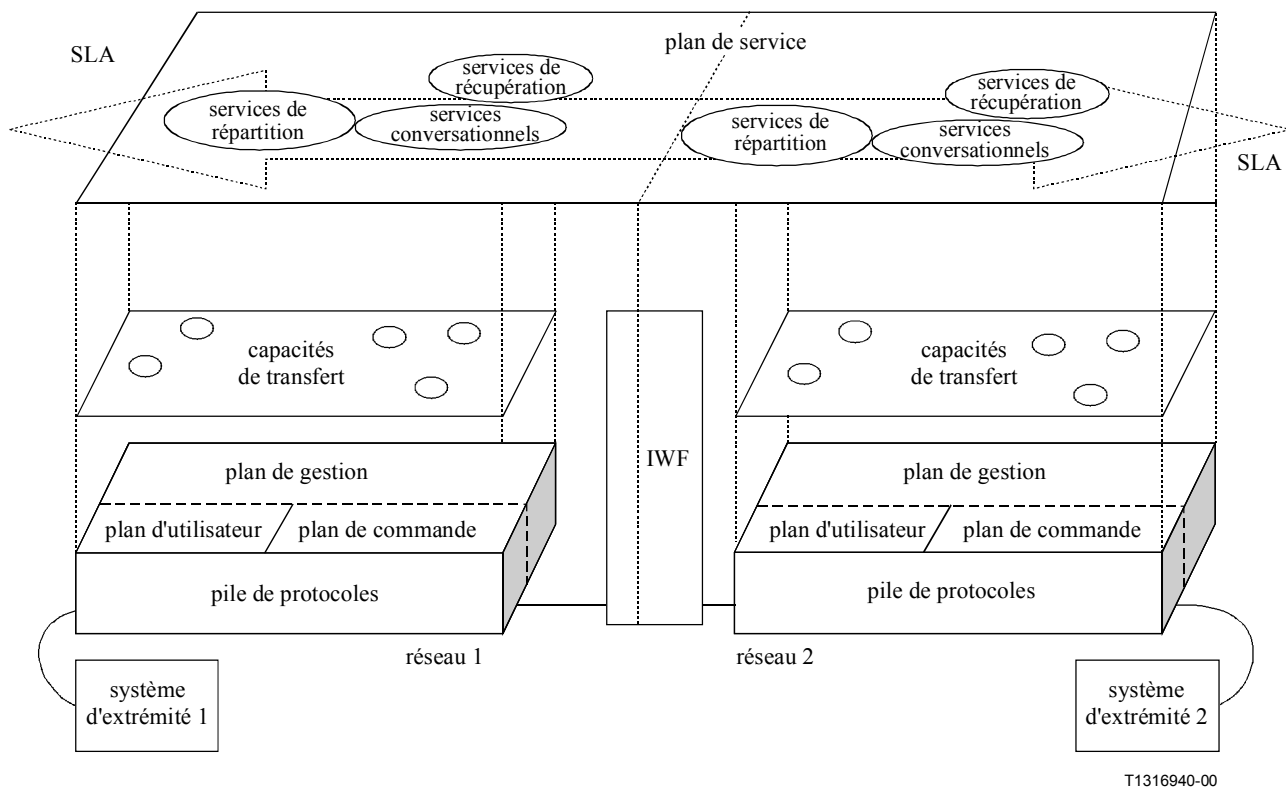 plan de service
SLA
services de
récupération
services de
répartition
services
conversationnels
services de
récupération
services de
répartition
services
conversationnels
SLA
capacités
de transfert
capacités
de transfert
IWF
plan de gestion
plan d'utilisateur
plan de commande
pile de protocoles
plan de gestion
plan d'utilisateur
plan de commande
pile de protocoles
réseau 1
réseau 2
système
d'extrémité 1
système
d'extrémité 2
T1316940-00